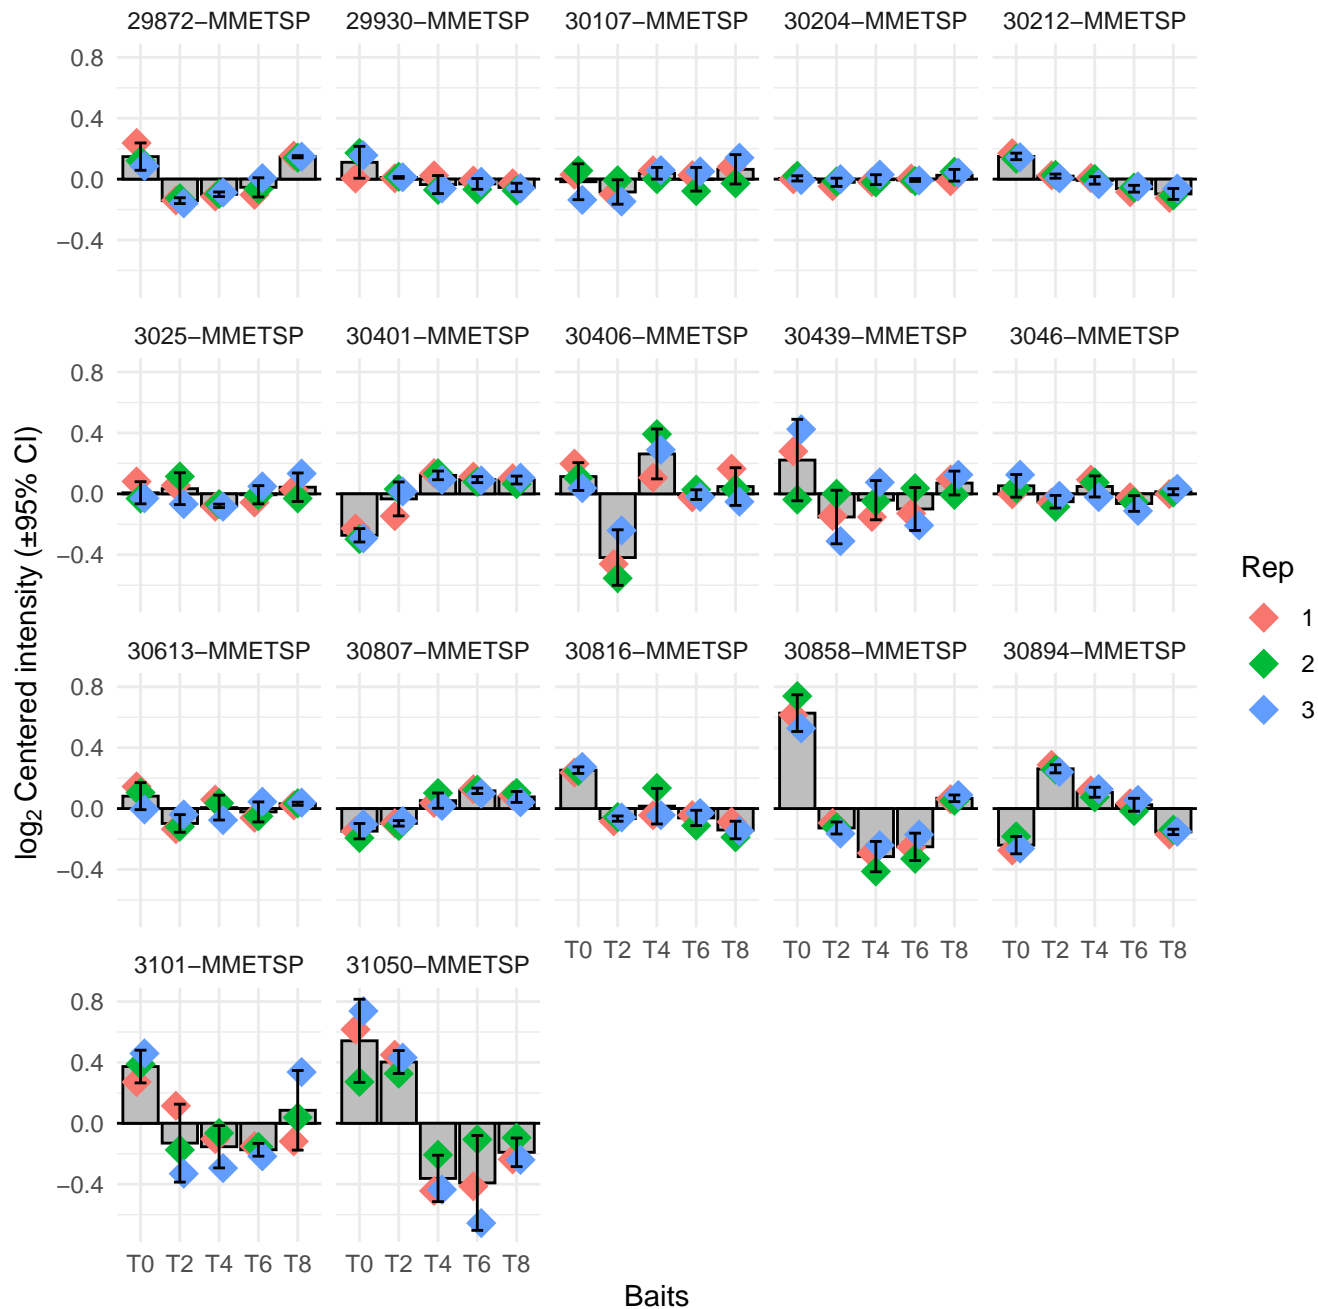 29872−MMETSP 29930−MMETSP 30107−MMETSP 30204−MMETSP 30212−MMETSP
0.8
0.4
0.0
−0.4
3025−MMETSP 30401−MMETSP 30406−MMETSP 30439−MMETSP 3046−MMETSP
0.8
0.4
0.0
−0.4
30613−MMETSP 30807−MMETSP 30816−MMETSP 30858−MMETSP 30894−MMETSP
0.8
0.4
0.0
−0.4
T0 T2 T4 T6 T8 T0 T2 T4 T6 T8 T0 T2 T4 T6 T8
3101−MMETSP 31050−MMETSP
0.8
0.4
0.0
−0.4
T0 T2 T4 T6 T8 T0 T2 T4 T6 T8
Baits
log₂ Centered intensity (±95% CI)
Rep
1
2
3